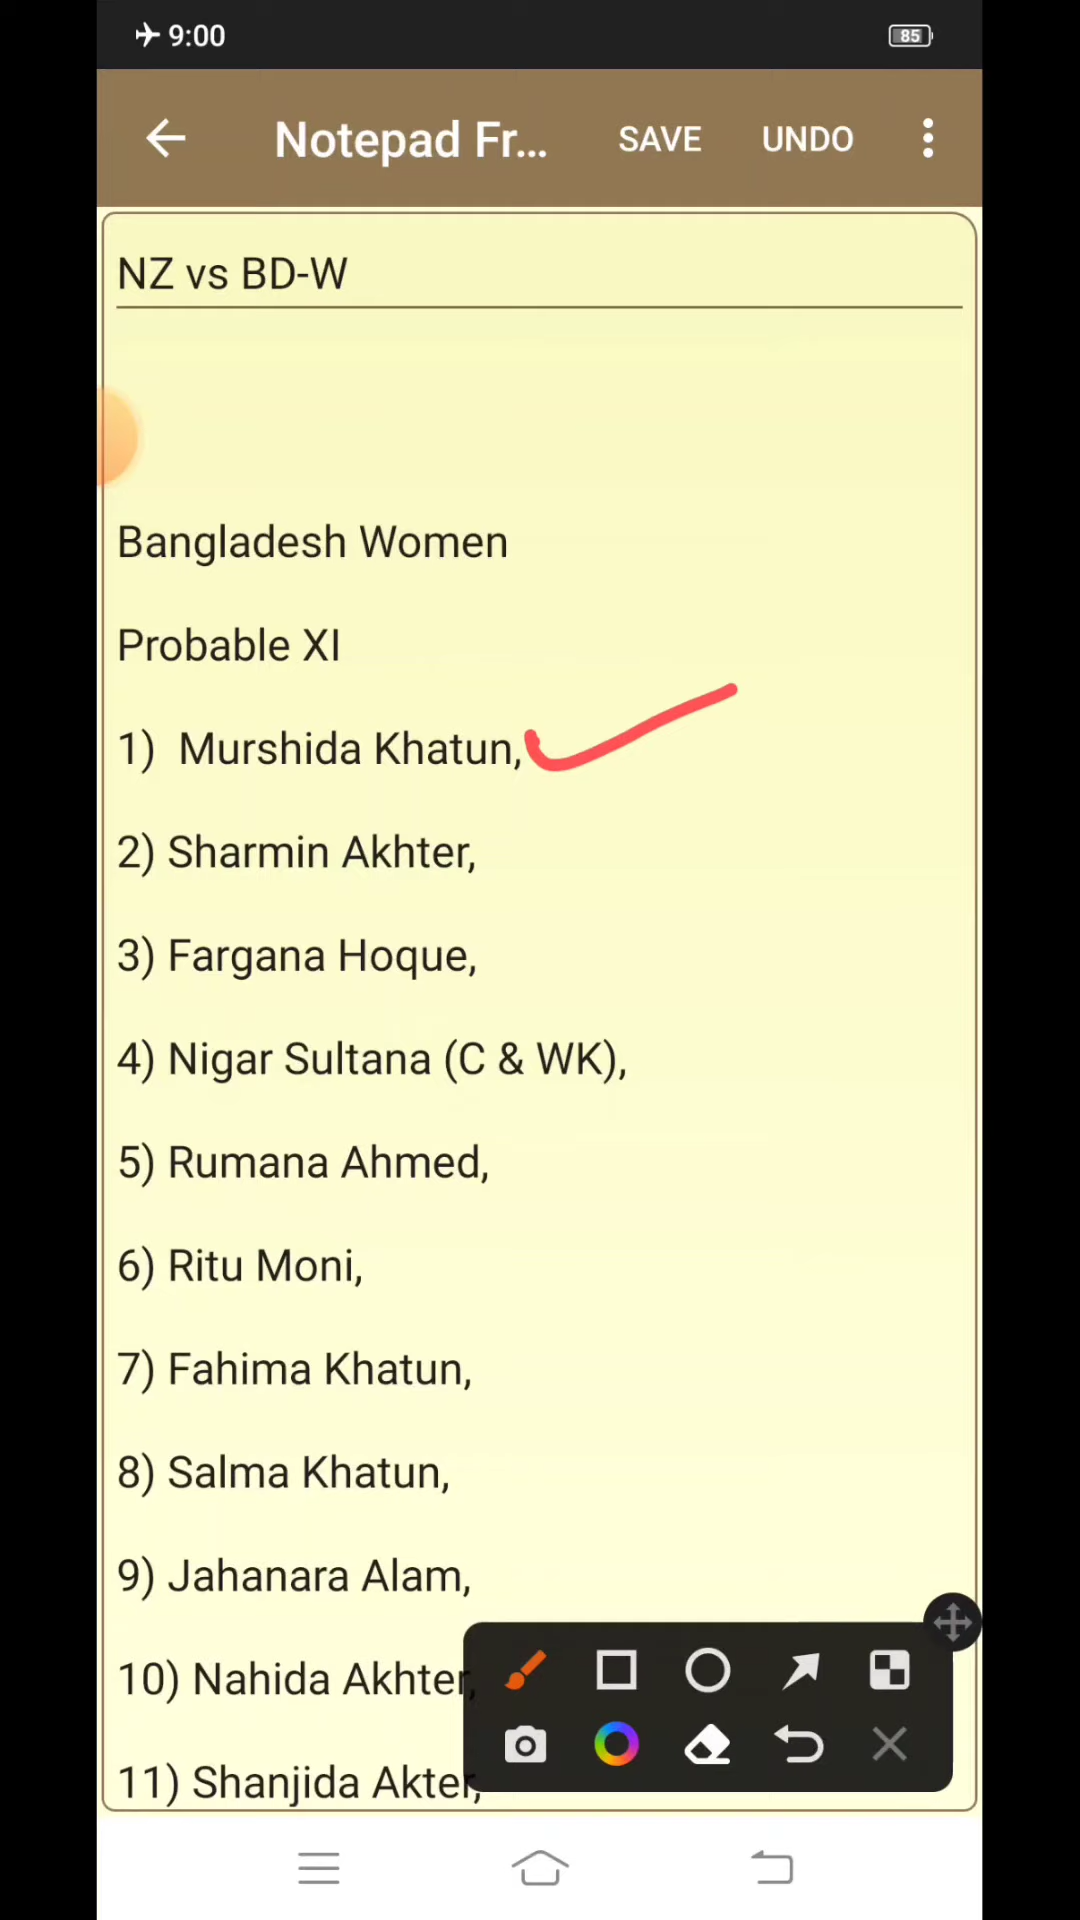 9:00
85
Notepad Fr...
SAVE
UNDO
NZ vs BD-W
Bangladesh Women
Probable XI
1) Murshida Khatun,
2) Sharmin Akhter,
3) Fargana Hoque,
4) Nigar Sultana (C & WK),
5) Rumana Ahmed,
6) Ritu Moni,
7) Fahima Khatun,
8) Salma Khatun,
9) Jahanara Alam,
10) Nahida Akhter,
11) Shanjida Akter,